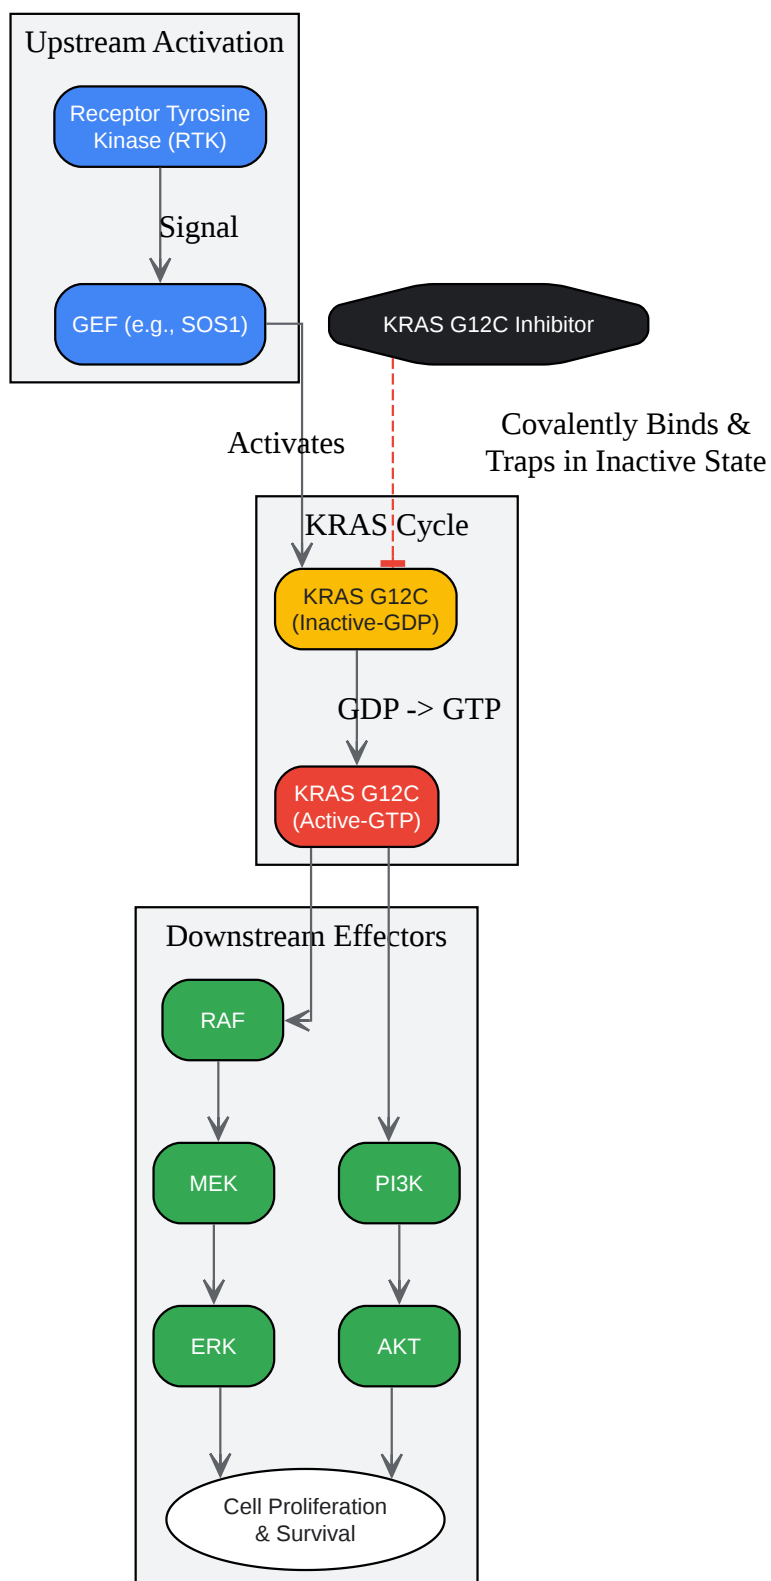 Upstream Activation
Receptor Tyrosine
Kinase (RTK)
Signal
GEF (e.g., SOS1)
KRAS G12C Inhibitor
Activates
Covalently Binds &
Traps in Inactive State
KRAS Cycle
KRAS G12C
(Inactive-GDP)
GDP -> GTP
KRAS G12C
(Active-GTP)
Downstream Effectors
RAF
MEK
PI3K
ERK
AKT
Cell Proliferation
& Survival